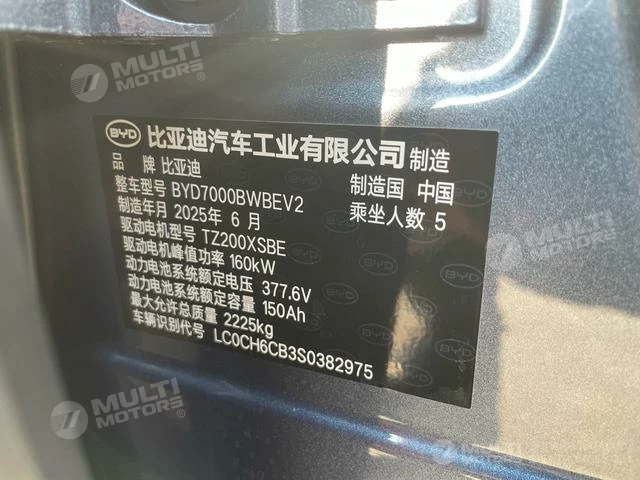 MULTI MOTORS
MULTI MOTORS
BYD 比亚迪汽车工业有限公司 制造
品 牌 比亚迪
制造国 中国
整车型号 BYD7000BWBEV2
乘坐人数 5
制造年月 2025年 6 月
驱动电机型号 TZ200XSBE
驱动电机峰值功率 160kW
动力电池系统额定电压 377.6V
动力电池系统额定容量 150Ah
最大允许总质量 2225kg
车辆识别代号 LC0CH6CB3S0382975
MULTI MOTORS
MULTI MOTORS